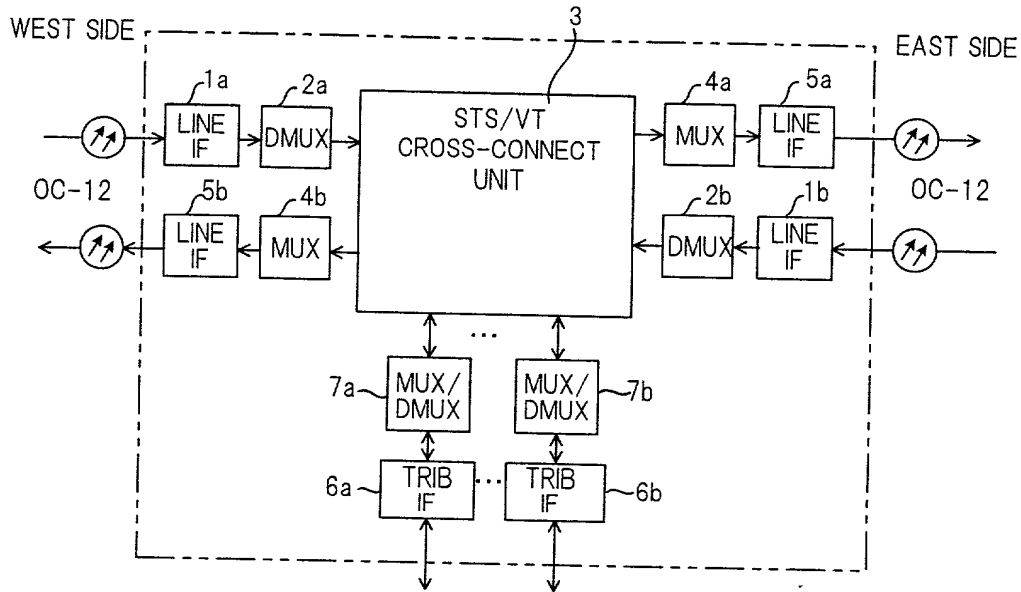 3
WEST SIDE
EAST SIDE
1a
2a
4a
5a
LINE
IF
DMUX
STS/VT
CROSS-CONNECT
UNIT
MUX
LINE
IF
OC-12
OC-12
5b
4b
2b
1b
LINE
IF
MUX
DMUX
LINE
IF
...
7a
MUX/
DMUX
MUX/
DMUX
7b
6a
TRIB
IF
...
TRIB
IF
6b